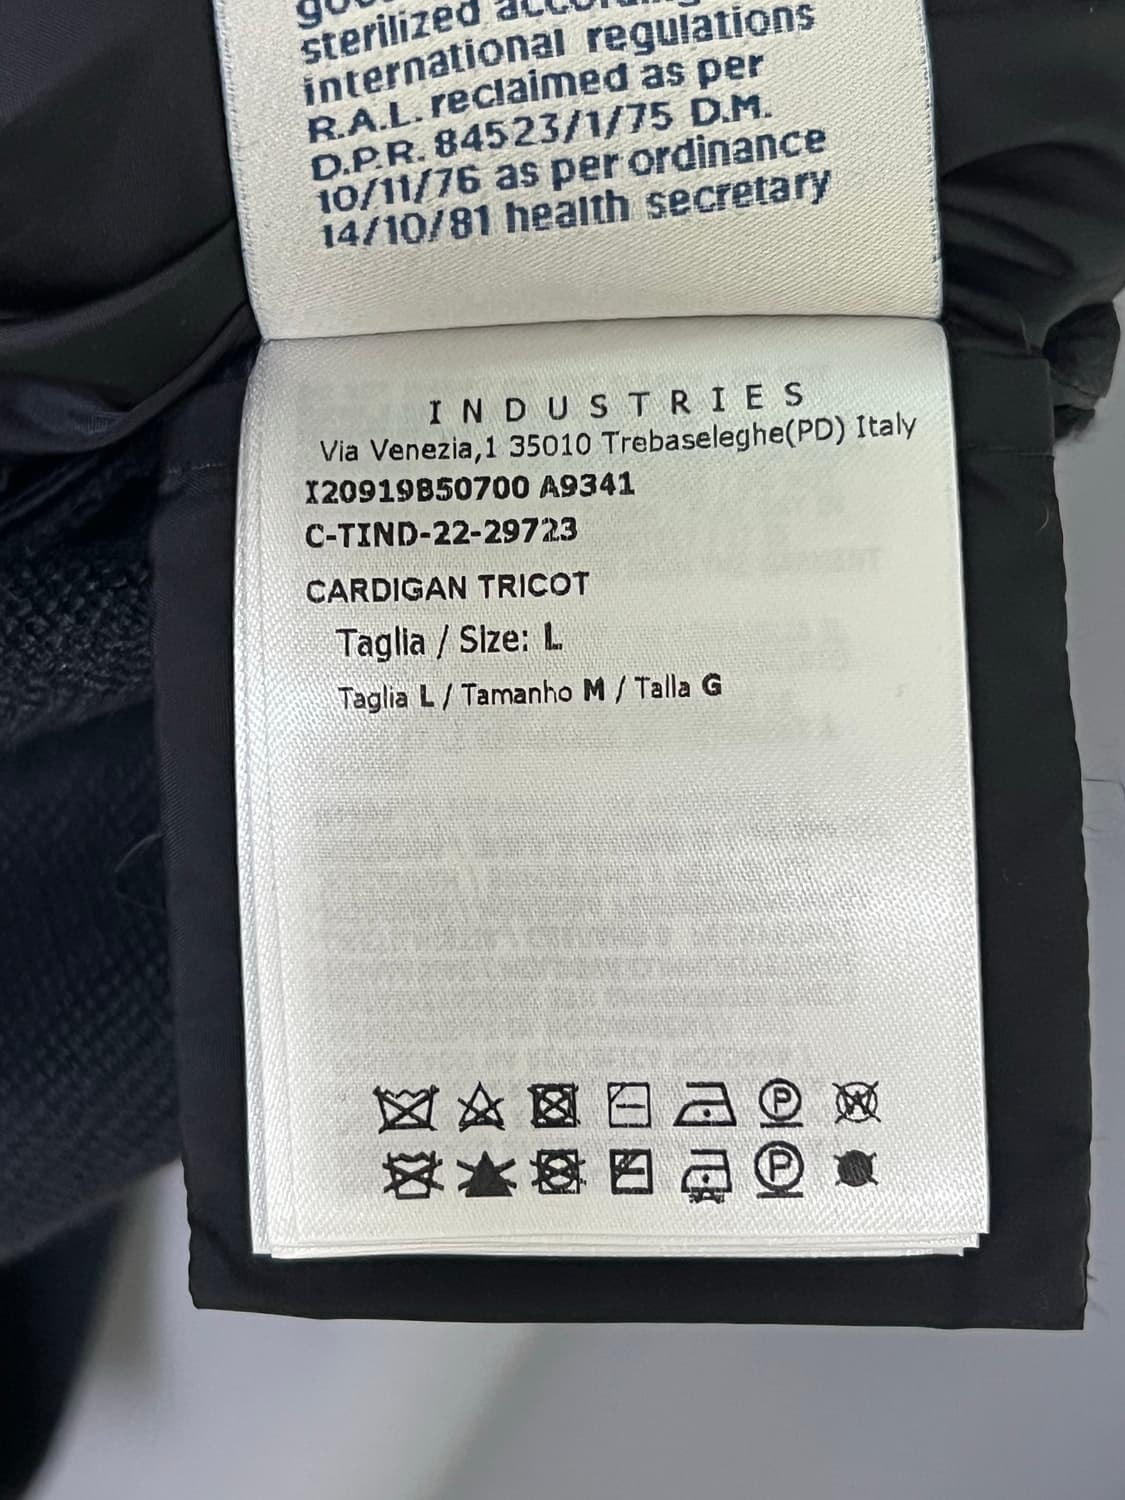 sterilized
international regulations
R.A.L. reclaimed as per
D.P.R. 84523/1/75 D.M.
10/11/76 as per ordinance
14/10/81 health secretary
INDUSTRIES
Via Venezia,1 35010 Trebaseleghe(PD) Italy
I20919B50700 A9341
C-TIND-22-29723
CARDIGAN TRICOT
Taglia / Size: L
Taglia L / Tamanho M / Talla G